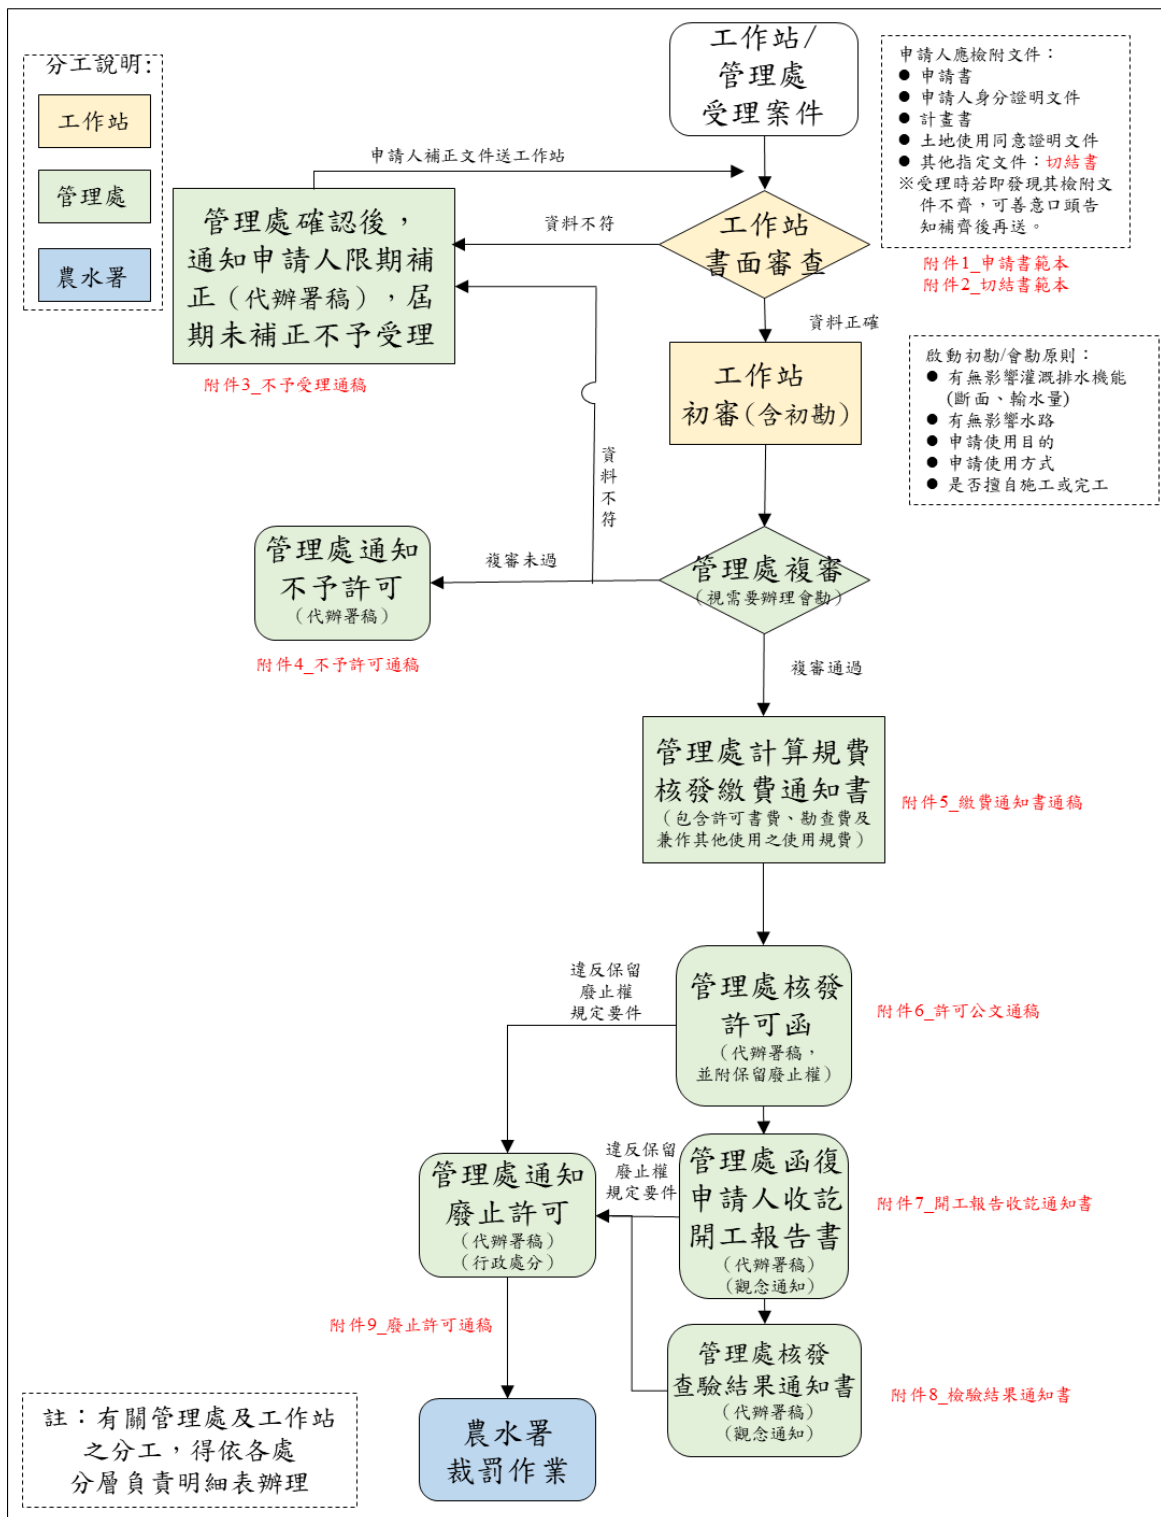 分工說明:
工作站
管理處
農水署
工作站/
管理處
受理案件
申請人應檢附文件：
● 申請書
● 申請人身分證明文件
● 計畫書
● 土地使用同意證明文件
● 其他指定文件：切結書
※受理時若即發現其檢附文
件不齊，可善意口頭告
知補齊後再送。
附件1_申請書範本
附件2_切結書範本
申請人補正文件送工作站
管理處確認後，
通知申請人限期補
正（代辦署稿），屆
期未補正不予受理
附件3_不予受理通稿
資料不符
工作站
書面審查
資料正確
工作站
初審(含初勘)
啟動初勘/會勘原則：
● 有無影響灌溉排水機能
(斷面、輸水量)
● 有無影響水路
● 申請使用目的
● 申請使用方式
● 是否擅自施工或完工
資
料
不
符
管理處通知
不予許可
（代辦署稿）
附件4_不予許可通稿
複審未過
管理處複審
（視需要辦理會勘）
複審通過
管理處計算規費
核發繳費通知書
（包含許可書費、勘查費及
兼作其他使用之使用規費）
附件5_繳費通知書通稿
違反保留
廢止權
規定要件
管理處核發
許可函
（代辦署稿，
並附保留廢止權）
附件6_許可公文通稿
管理處通知
廢止許可
（代辦署稿）
（行政處分）
違反保留
廢止權
規定要件
管理處函復
申請人收訖
開工報告書
（代辦署稿）
(觀念通知)
附件7_開工報告收訖通知書
附件9_廢止許可通稿
管理處核發
查驗結果通知書
（代辦署稿）
(觀念通知)
附件8_檢驗結果通知書
農水署
裁罰作業
註：有關管理處及工作站
之分工，得依各處
分層負責明細表辦理